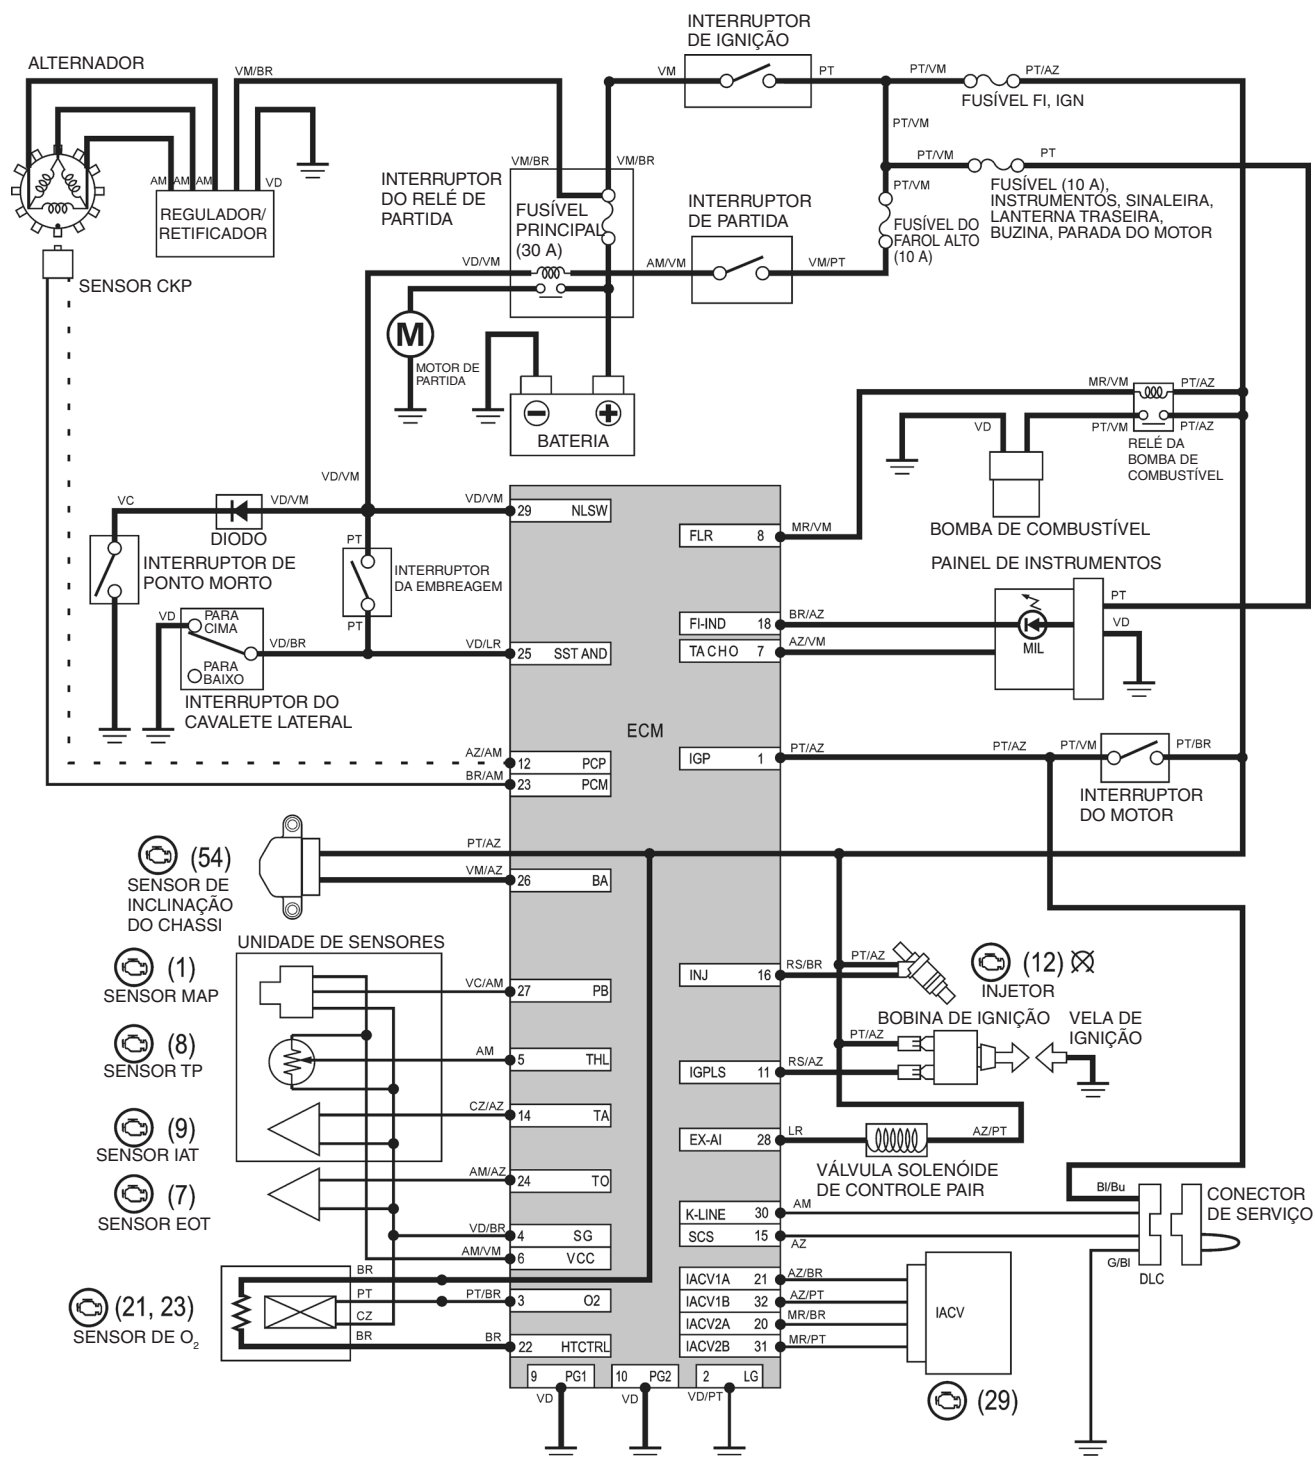 INTERRUPTOR
DE IGNIÇÃO
ALTERNADOR
VM/BR
VM
PT
PT/VM
PT/AZ
FUSÍVEL FI, IGN
PT/VM
VM/BR
VM/BR
PT/VM
PT
AM
AM
AM
VD
REGULADOR/
RETIFICADOR
INTERRUPTOR
DO RELÉ DE
PARTIDA
FUSÍVEL
PRINCIPAL
(30 A)
INTERRUPTOR
DE PARTIDA
PT/VM
FUSÍVEL DO
FAROL ALTO
(10 A)
FUSÍVEL (10 A),
INSTRUMENTOS, SINALEIRA,
LANTERNA TRASEIRA,
BUZINA, PARADA DO MOTOR
SENSOR CKP
VD/VM
AM/VM
VM/PT
M
MOTOR DE
PARTIDA
BATERIA
MR/VM
PT/AZ
VD
PT/VM
PT/AZ
RELÉ DA
BOMBA DE
COMBUSTÍVEL
BOMBA DE COMBUSTÍVEL
VD/VM
VC
VD/VM
VD/VM
29 NLSW
DIODO
PT
INTERRUPTOR DE
PONTO MORTO
INTERRUPTOR
DA EMBREAGEM
FLR 8
MR/VM
PAINEL DE INSTRUMENTOS
VD
PARA
CIMA
PARA
BAIXO
VD/BR
PT
VD/LR
25 SST AND
INTERRUPTOR DO
CAVALETE LATERAL
FI-IND 18
BR/AZ
TA CHO 7
AZ/VM
MIL
PT
VD
ECM
AZ/AM
12 PCP
BR/AM
23 PCM
IGP 1
PT/AZ
PT/AZ
PT/VM
PT/BR
INTERRUPTOR
DO MOTOR
(54)
SENSOR DE
INCLINAÇÃO
DO CHASSI
PT/AZ
VM/AZ
26 BA
UNIDADE DE SENSORES
(1)
SENSOR MAP
VC/AM
27 PB
INJ 16
RS/BR
PT/AZ
(12)
INJETOR
(8)
SENSOR TP
AM
5 THL
BOBINA DE IGNIÇÃO
PT/AZ
VELA DE
IGNIÇÃO
IGPLS 11
RS/AZ
(9)
SENSOR IAT
CZ/AZ
14 TA
EX-AI 28
LR
AZ/PT
VÁLVULA SOLENÓIDE
DE CONTROLE PAIR
(7)
SENSOR EOT
AM/AZ
24 TO
VD/BR
4 SG
AM/VM
6 VCC
K-LINE 30
AM
SCS 15
AZ
Bl/Bu
G/Bl
DLC
CONECTOR
DE SERVIÇO
(21, 23)
SENSOR DE O2
BR
PT
PT/BR
3 O2
CZ
BR
BR
22 HTCTRL
IACV1A 21
AZ/BR
IACV1B 32
AZ/PT
IACV2A 20
MR/BR
IACV2B 31
MR/PT
IACV
(29)
9 PG1
10 PG2
2 LG
VD
VD
VD/PT